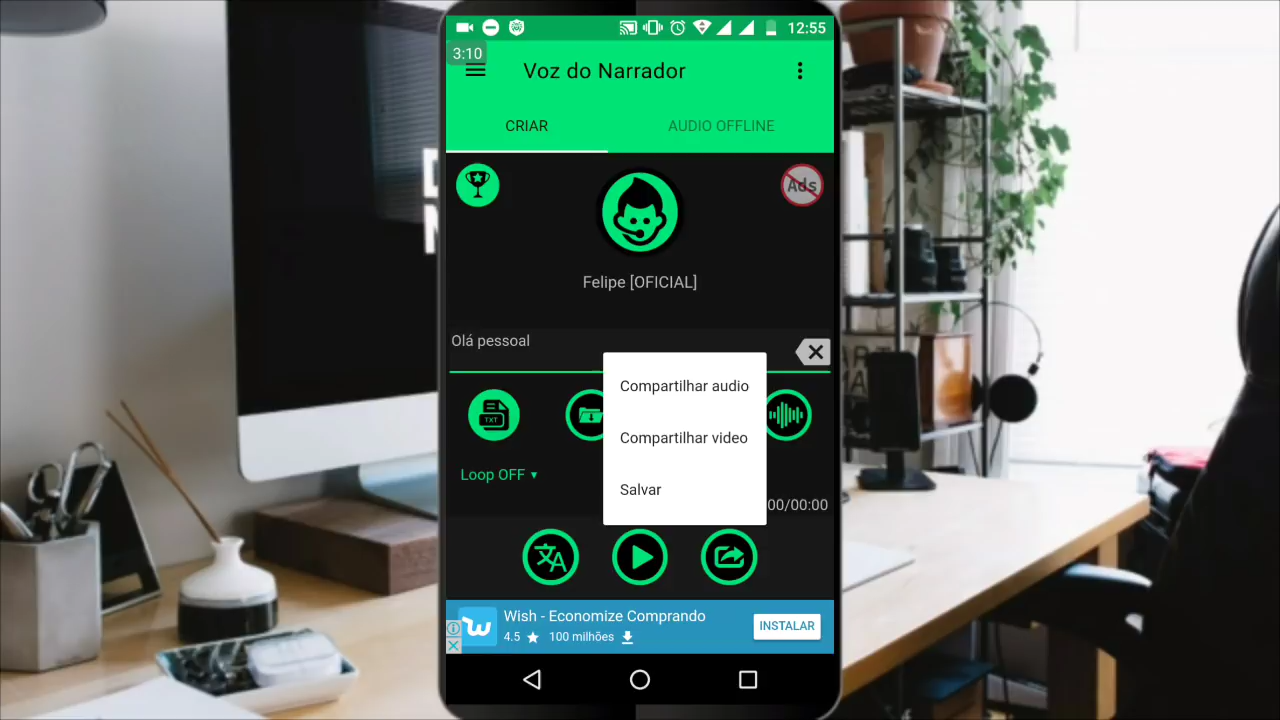 12:55
3:10
Voz do Narrador
CRIAR
AUDIO OFFLINE
Ads
Felipe [OFICIAL]
Olá pessoal
Compartilhar audio
Compartilhar video
Salvar
TXT
Loop OFF ▾
00/00:00
Wish - Economize Comprando
4.5 ★ 100 milhões
INSTALAR